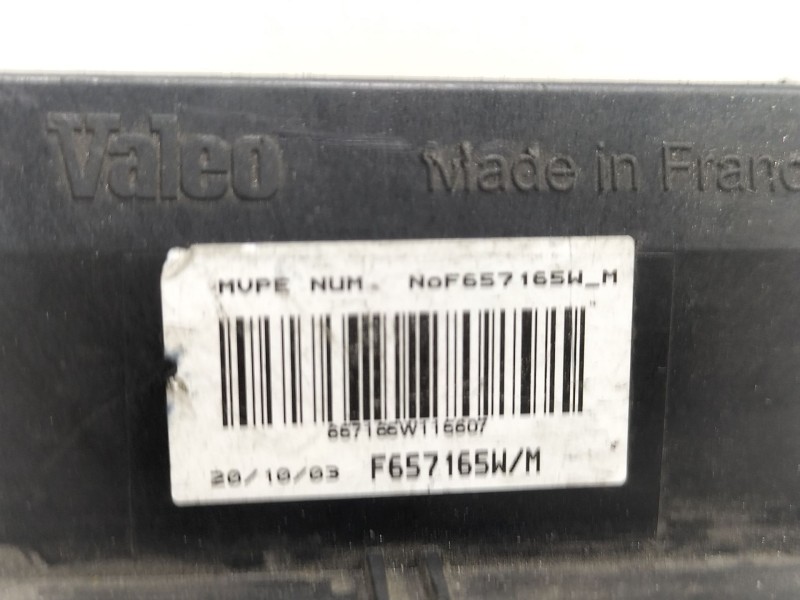 Valeo Made in Franc
MVPE NUM. NoF657165W_M
667166W116607
20/10/03 F657165W/M